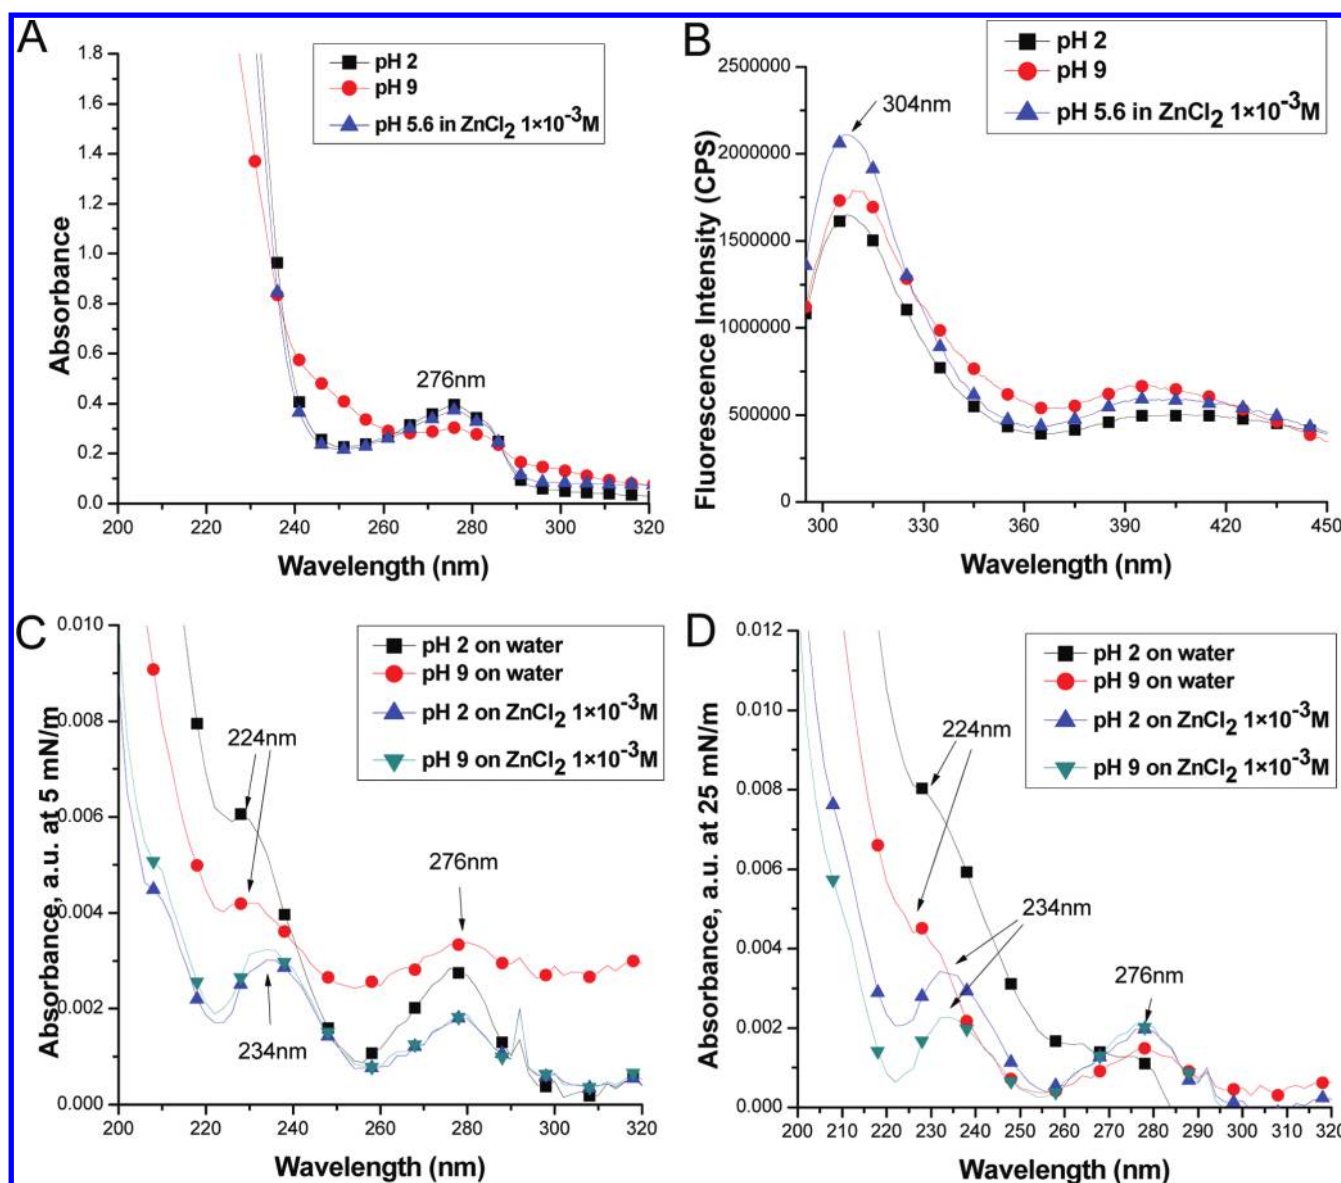 A
pH 2
pH 9
pH 5.6 in ZnCl2 1×10-3M
276nm
Absorbance
1.8
1.6
1.4
1.2
1.0
0.8
0.6
0.4
0.2
0.0
200 220 240 260 280 300 320
Wavelength (nm)
B
pH 2
pH 9
pH 5.6 in ZnCl2 1×10-3M
304nm
Fluorescence Intensity (CPS)
2500000
2000000
1500000
1000000
500000
0
300 330 360 390 420 450
Wavelength (nm)
C
pH 2 on water
pH 9 on water
pH 2 on ZnCl2 1×10-3M
pH 9 on ZnCl2 1×10-3M
224nm
276nm
234nm
Absorbance, a.u. at 5 mN/m
0.010
0.008
0.006
0.004
0.002
0.000
200 220 240 260 280 300 320
Wavelength (nm)
D
pH 2 on water
pH 9 on water
pH 2 on ZnCl2 1×10-3M
pH 9 on ZnCl2 1×10-3M
224nm
234nm
276nm
Absorbance, a.u. at 25 mN/m
0.012
0.010
0.008
0.006
0.004
0.002
0.000
200 210 220 230 240 250 260 270 280 290 300 310 320
Wavelength (nm)